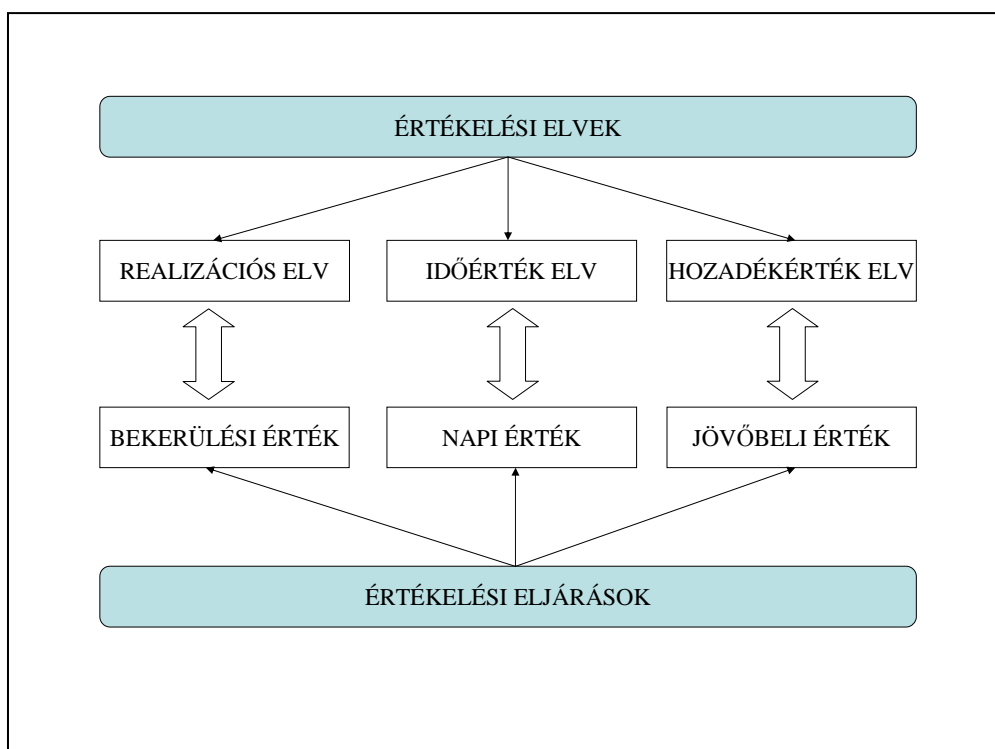 ÉRTÉKELÉSI ELVEK
REALIZÁCIÓS ELV
IDŐÉRTÉK ELV
HOZADÉKÉRTÉK ELV
BEKERÜLÉSI ÉRTÉK
NAPI ÉRTÉK
JÖVŐBELI ÉRTÉK
ÉRTÉKELÉSI ELJÁRÁSOK